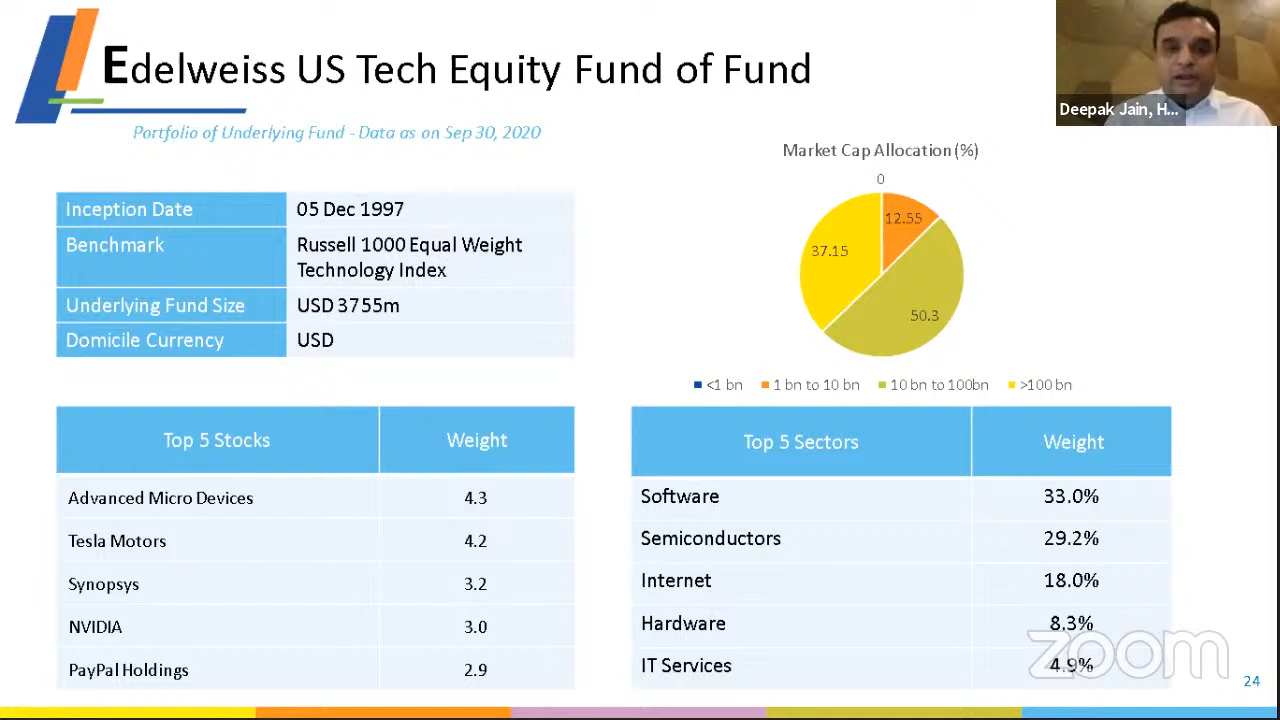 Edelweiss US Tech Equity Fund of Fund
Deepak Jain, H...
Portfolio of Underlying Fund - Data as on Sep 30, 2020
Market Cap Allocation (%)
0
12.55
37.15
50.3
<1 bn 1 bn to 10 bn 10 bn to 100bn >100 bn
Inception Date 05 Dec 1997
Benchmark Russell 1000 Equal Weight
Technology Index
Underlying Fund Size USD 3755m
Domicile Currency USD
Top 5 Stocks Weight
Advanced Micro Devices 4.3
Tesla Motors 4.2
Synopsys 3.2
NVIDIA 3.0
PayPal Holdings 2.9
Top 5 Sectors Weight
Software 33.0%
Semiconductors 29.2%
Internet 18.0%
Hardware 8.3%
IT Services 4.9%
zoom
24